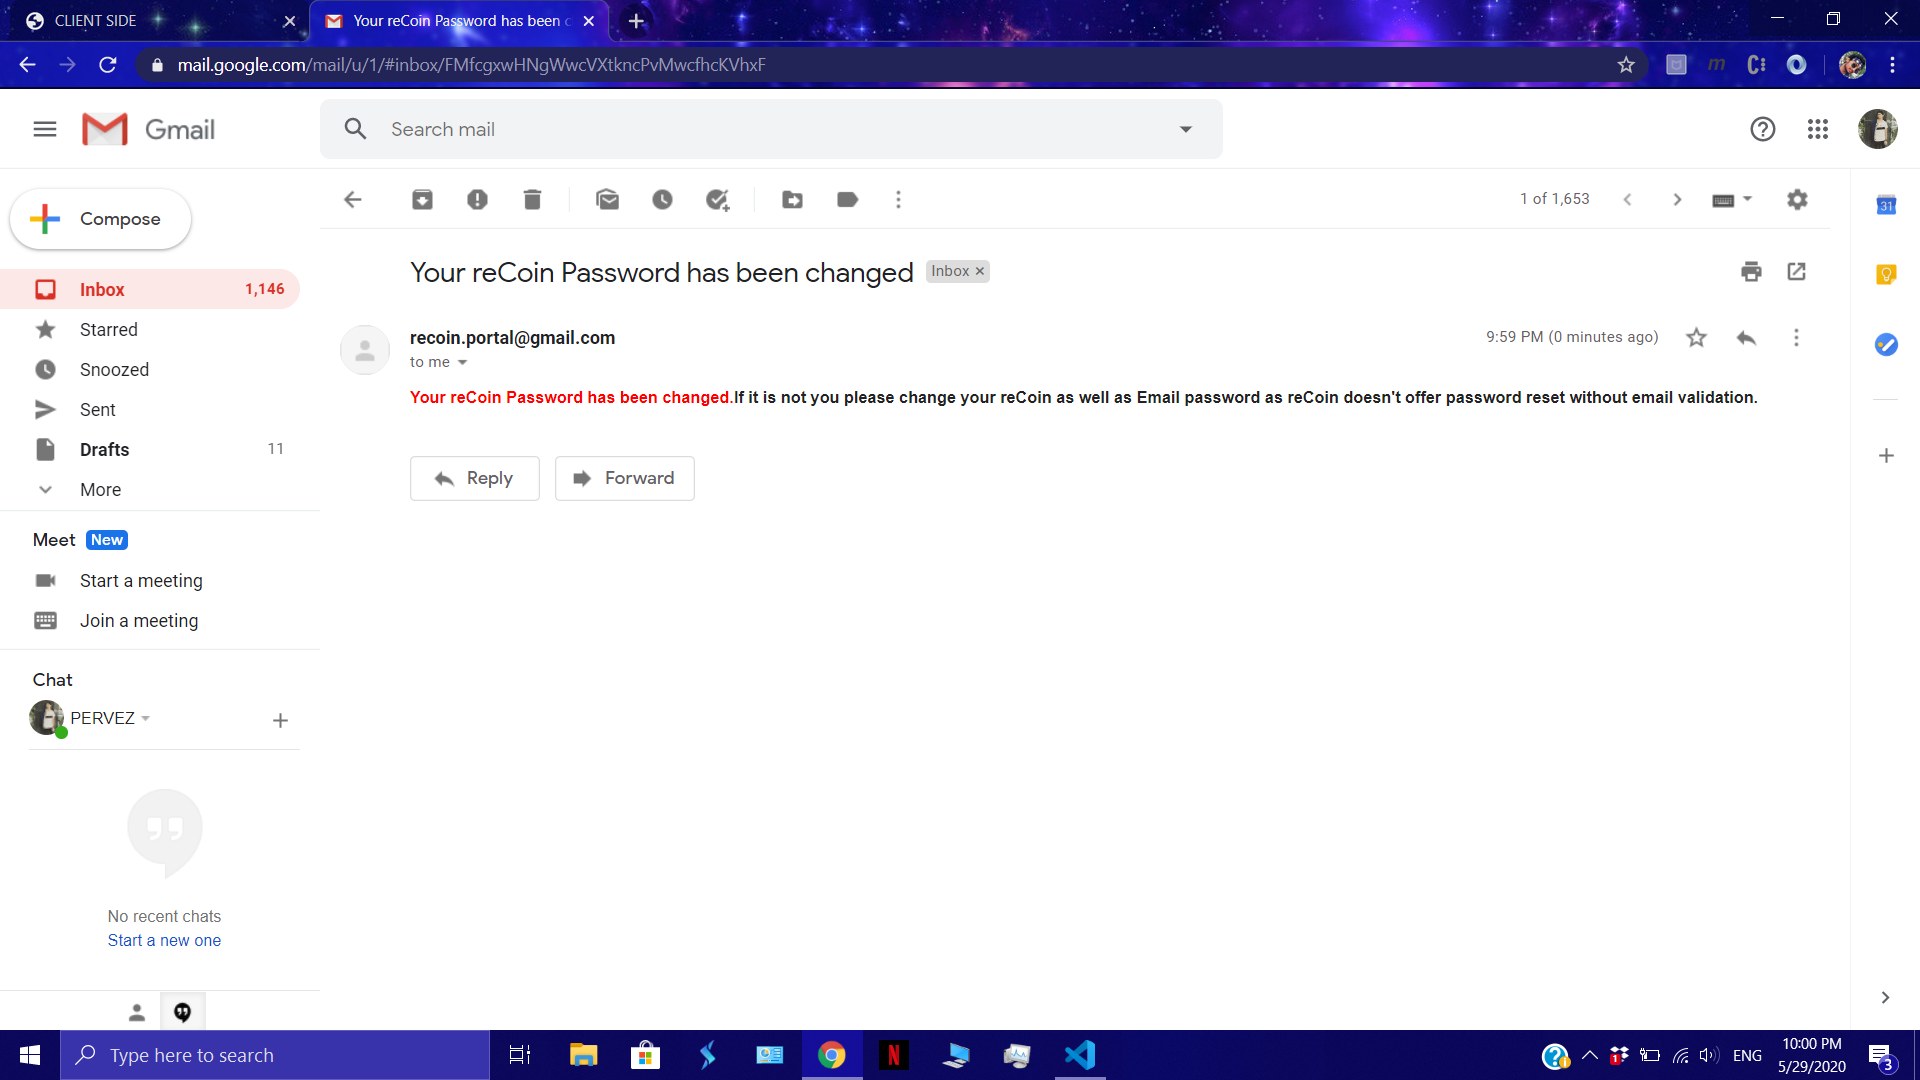 CLIENT SIDE
Your reCoin Password has been c
mail.google.com/mail/u/1/#inbox/FMfcgxwHNgWwcVXtkncPvMwcfhcKVhxF
Gmail
Search mail
Compose
1 of 1,653
31
Your reCoin Password has been changed
Inbox
Inbox 1,146
Starred
Snoozed
Sent
Drafts 11
More
recoin.portal@gmail.com
9:59 PM (0 minutes ago)
to me
Your reCoin Password has been changed.If it is not you please change your reCoin as well as Email password as reCoin doesn't offer password reset without email validation.
Reply
Forward
Meet New
Start a meeting
Join a meeting
Chat
PERVEZ
No recent chats
Start a new one
Type here to search
N
1
ENG
10:00 PM
5/29/2020
3